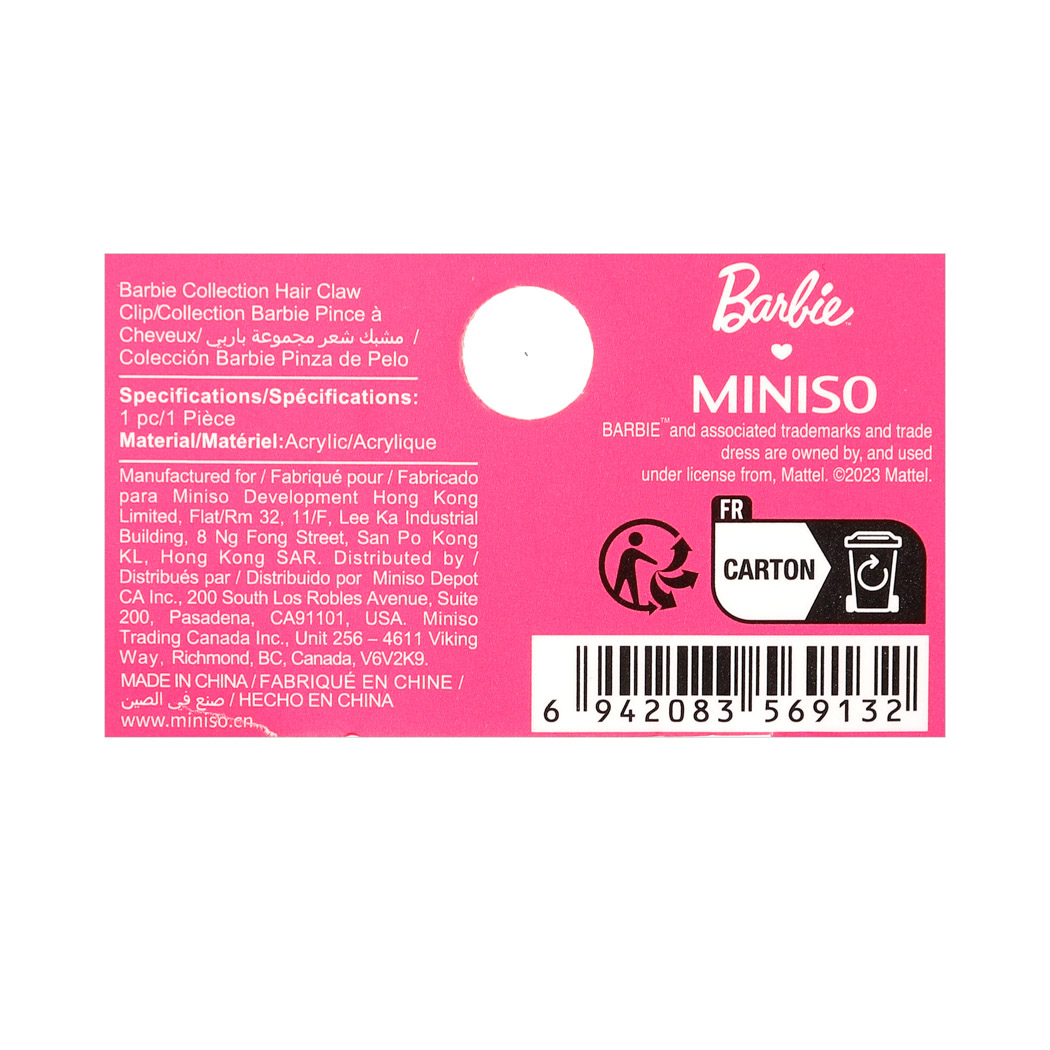 Barbie Collection Hair Claw
Clip/Collection Barbie Pince à
Cheveux/ مشبك شعر مجموعة باربي /
Colección Barbie Pinza de Pelo
Specifications/Spécifications:
1 pc/1 Pièce
Material/Matériel:Acrylic/Acrylique
Manufactured for / Fabriqué pour / Fabricado
para Miniso Development Hong Kong
Limited, Flat/Rm 32, 11/F, Lee Ka Industrial
Building, 8 Ng Fong Street, San Po Kong
KL, Hong Kong SAR. Distributed by /
Distribués par / Distribuido por Miniso Depot
CA Inc., 200 South Los Robles Avenue, Suite
200, Pasadena, CA91101, USA. Miniso
Trading Canada Inc., Unit 256 – 4611 Viking
Way, Richmond, BC, Canada, V6V2K9.
MADE IN CHINA / FABRIQUÉ EN CHINE /
صنع في الصين / HECHO EN CHINA
www.miniso.cn
Barbie™
MINISO
BARBIE™ and associated trademarks and trade
dress are owned by, and used
under license from, Mattel. ©2023 Mattel.
FR
CARTON
6 942083 569132